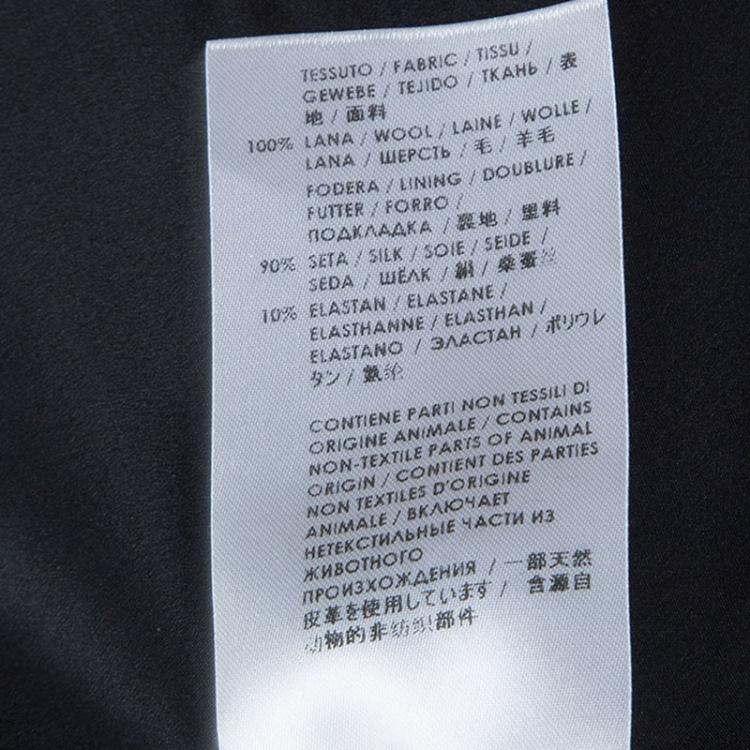 TESSUTO / FABRIC / TISSU /
GEWEBE / TEJIDO / ТКАНЬ / 表
地 / 面料
100% LANA / WOOL / LAINE / WOLLE /
LANA / ШЕРСТЬ / 毛 / 羊毛
FODERA / LINING / DOUBLURE /
FUTTER / FORRO /
ПОДКЛАДКА / 裏地 / 里料
90% SETA / SILK / SOIE / SEIDE /
SEDA / ШЁЛК / 絹 / 桑蚕丝
10% ELASTAN / ELASTANE /
ELASTHANNE / ELASTHAN /
ELASTANO / ЭЛАСТАН / ポリウレ
タン / 氨纶
CONTIENE PARTI NON TESSILI DI
ORIGINE ANIMALE / CONTAINS
NON-TEXTILE PARTS OF ANIMAL
ORIGIN / CONTIENT DES PARTIES
NON TEXTILES D'ORIGINE
ANIMALE / ВКЛЮЧАЕТ
НЕТЕКСТИЛЬНЫЕ ЧАСТИ ИЗ
ЖИВОТНОГО
ПРОИЗХОЖДЕНИЯ / 一部天然
皮革を使用しています / 含源自
动物的非纺织部件